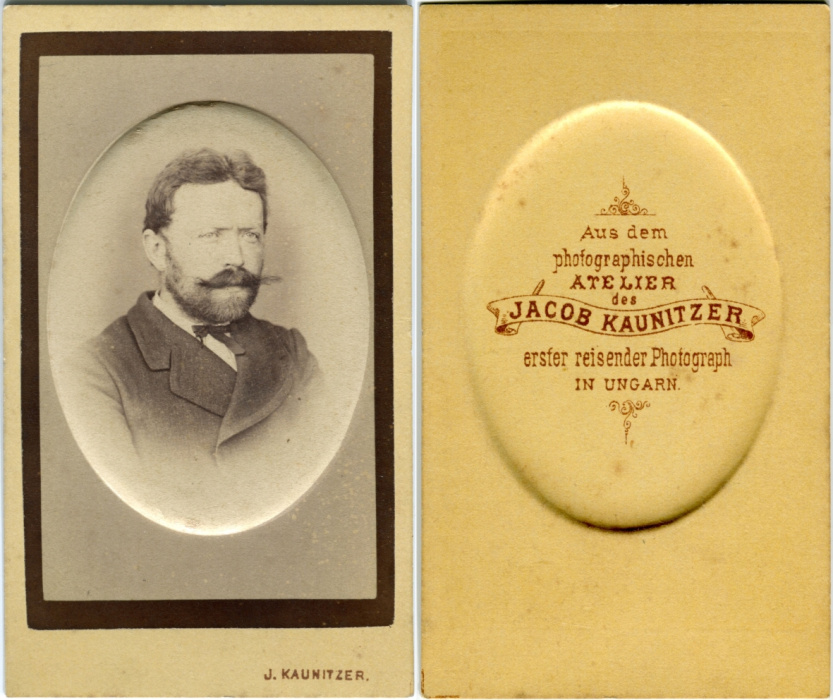 J. KAUNITZER.
Aus dem
photographischen
ATELIER
des
JACOB KAUNITZER
erster reisender Photograph
IN UNGARN.